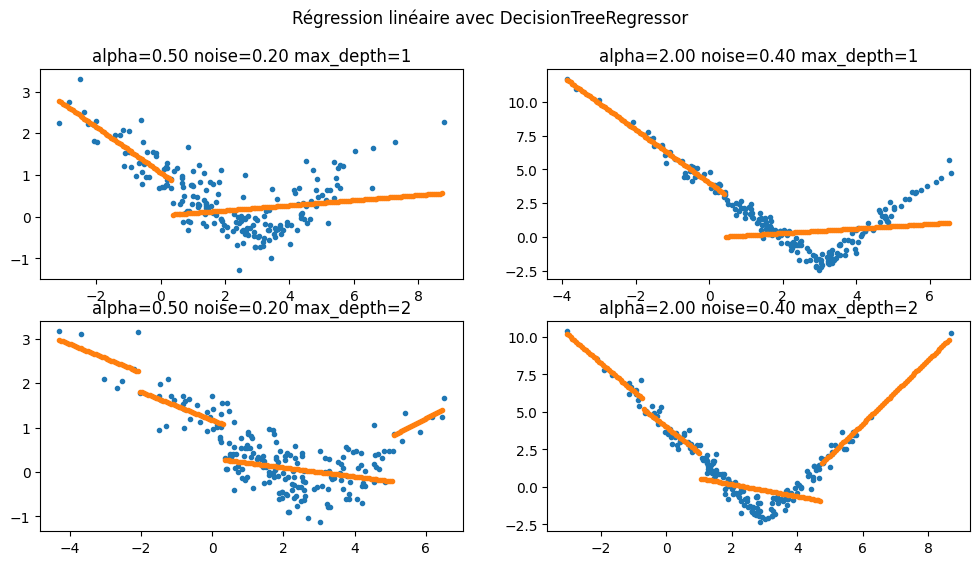 Régression linéaire avec DecisionTreeRegressor
alpha=0.50 noise=0.20 max_depth=1
3
2
1
0
−1
−2 0 2 4 6 8
alpha=2.00 noise=0.40 max_depth=1
10.0
7.5
5.0
2.5
0.0
−2.5
−4 −2 0 2 4 6
alpha=0.50 noise=0.20 max_depth=2
3
2
1
0
−1
−4 −2 0 2 4 6
alpha=2.00 noise=0.40 max_depth=2
10.0
7.5
5.0
2.5
0.0
−2.5
−2 0 2 4 6 8